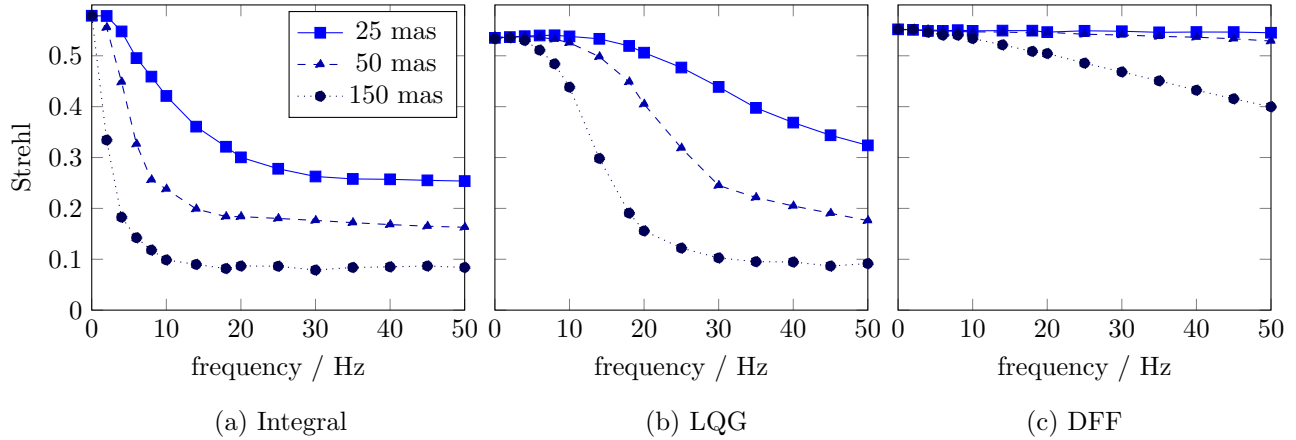 25 mas
50 mas
150 mas
Strehl
0.5
0.4
0.3
0.2
0.1
0
0 10 20 30 40 50
0 10 20 30 40 50
0 10 20 30 40 50
frequency / Hz
frequency / Hz
frequency / Hz
(a) Integral
(b) LQG
(c) DFF